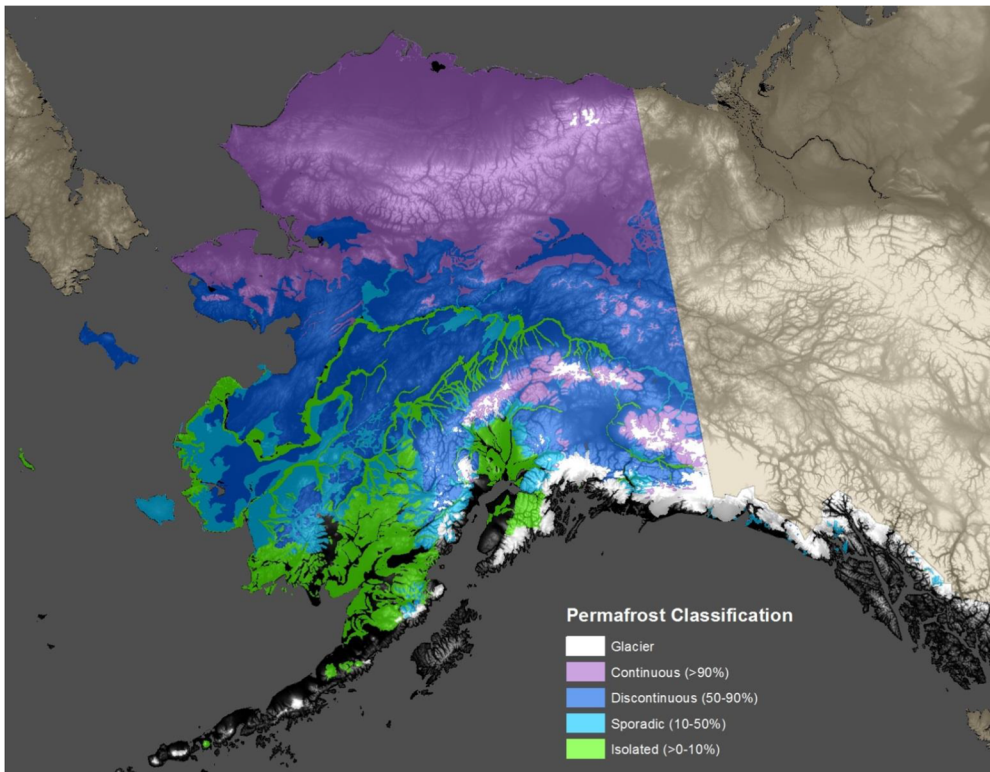 Permafrost Classification
Glacier
Continuous (>90%)
Discontinuous (50-90%)
Sporadic (10-50%)
Isolated (>0-10%)